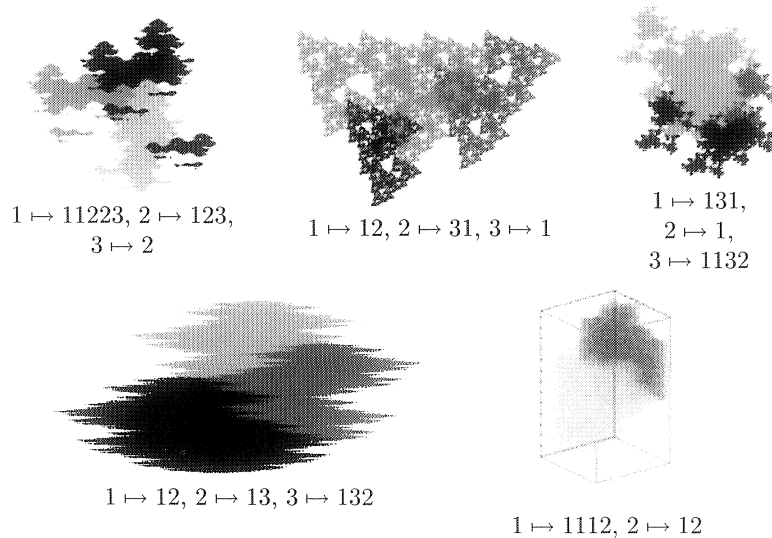 1 ↦ 11223, 2 ↦ 123,
3 ↦ 2
1 ↦ 12, 2 ↦ 31, 3 ↦ 1
1 ↦ 131,
2 ↦ 1,
3 ↦ 1132
1 ↦ 12, 2 ↦ 13, 3 ↦ 132
1 ↦ 1112, 2 ↦ 12